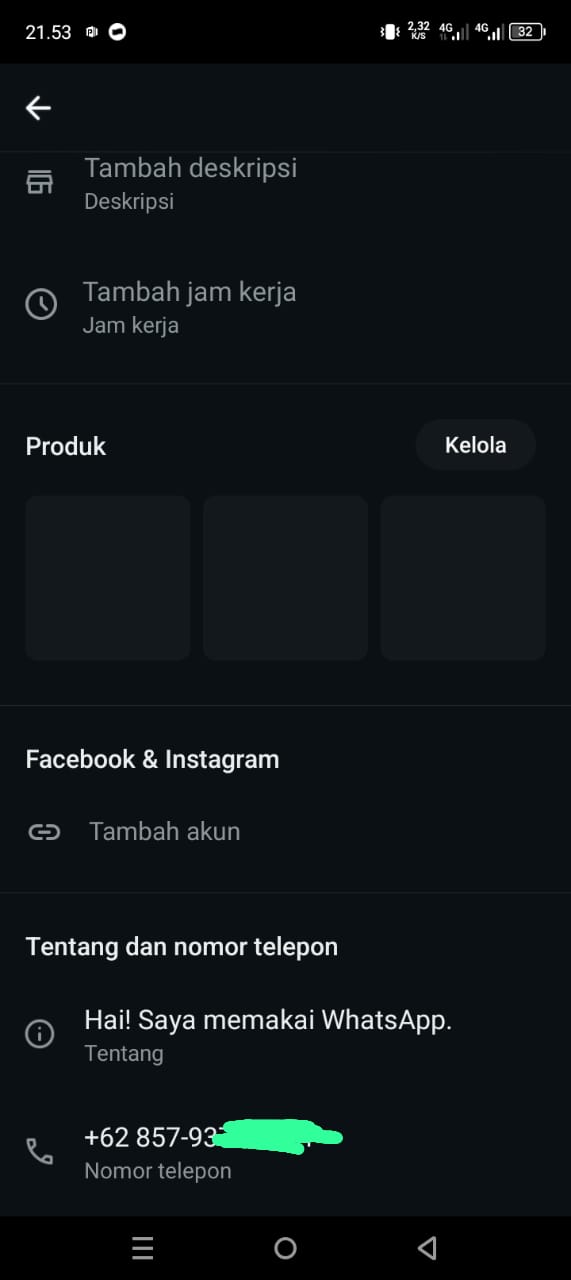 21.53
2,32
K/S
4G
4G
32
Tambah deskripsi
Deskripsi
Tambah jam kerja
Jam kerja
Produk
Kelola
Facebook & Instagram
Tambah akun
Tentang dan nomor telepon
Hai! Saya memakai WhatsApp.
Tentang
+62 857-93
Nomor telepon